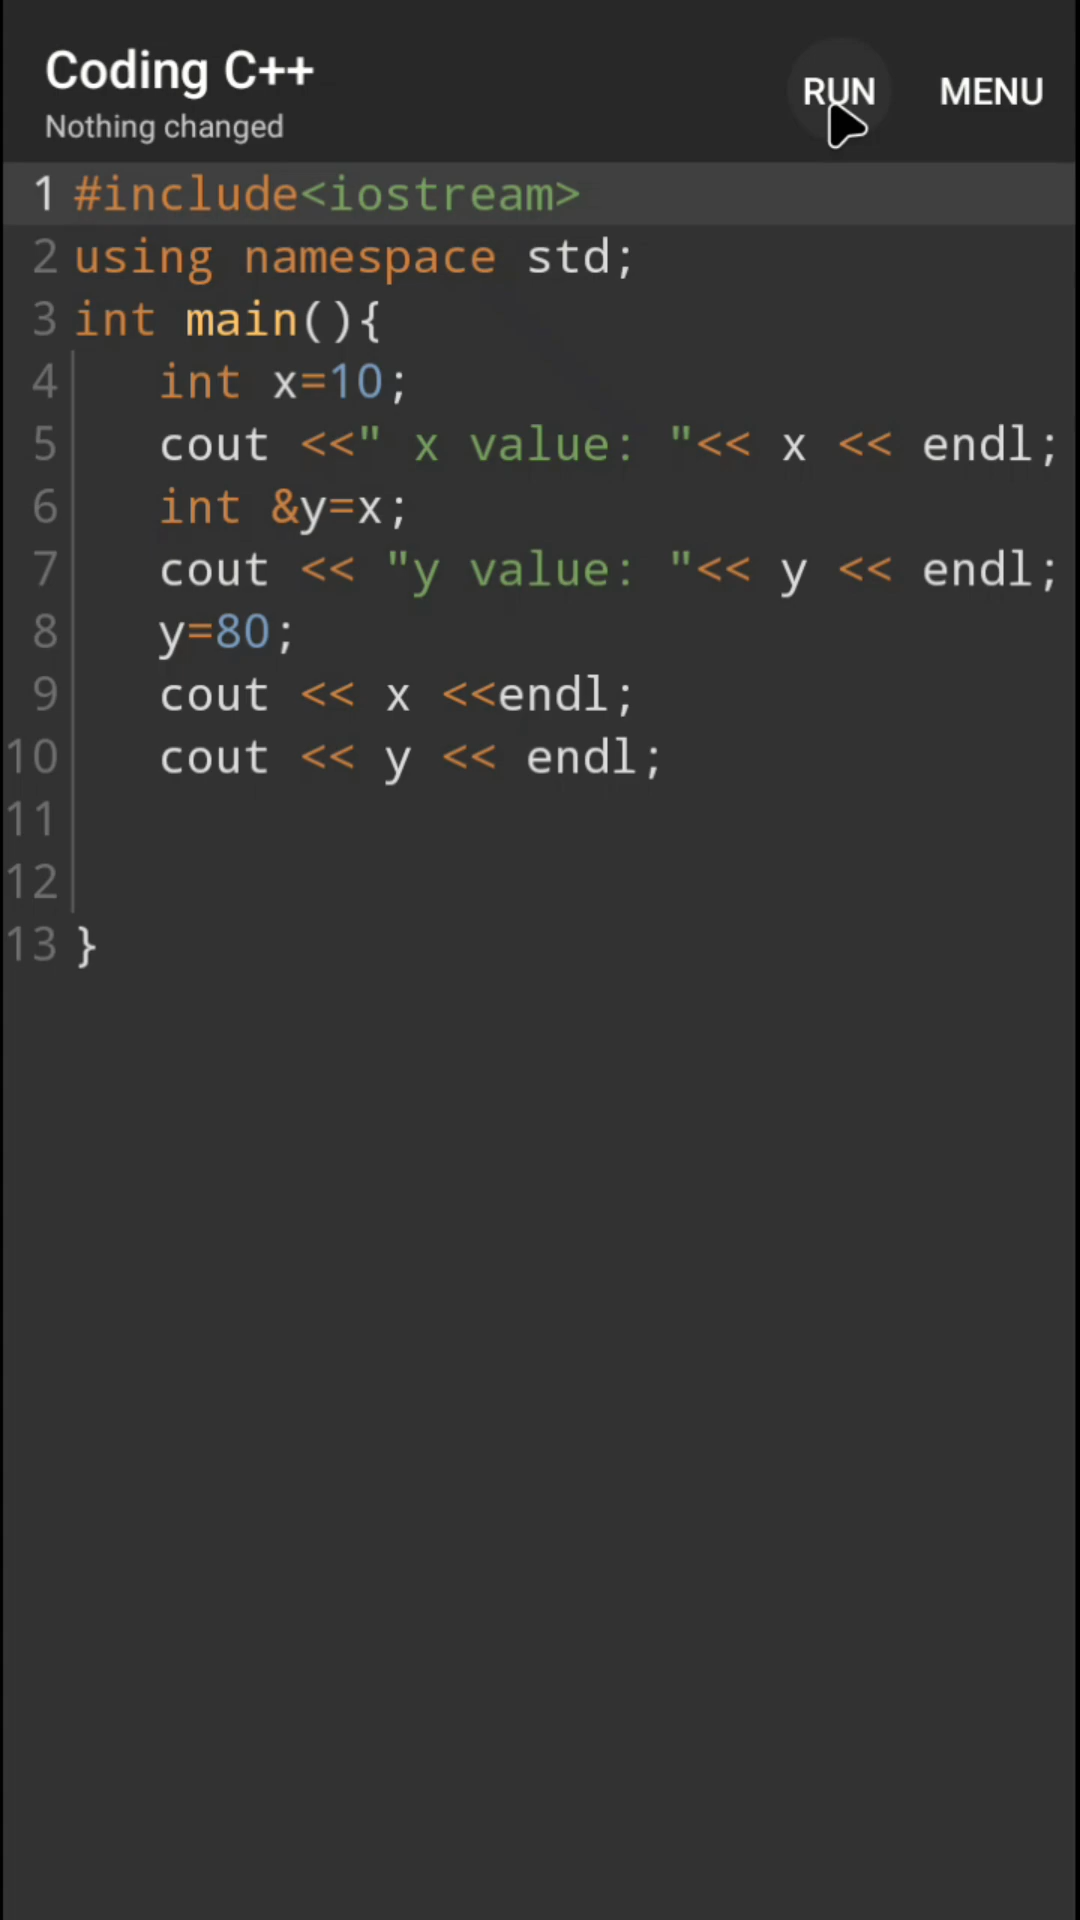 Coding C++
Nothing changed
RUN
MENU
1 #include<iostream>
2 using namespace std;
3 int main(){
4    int x=10;
5    cout <<" x value: "<< x << endl;
6    int &y=x;
7    cout << "y value: "<< y << endl;
8    y=80;
9    cout << x <<endl;
10    cout << y << endl;
11
12
13 }